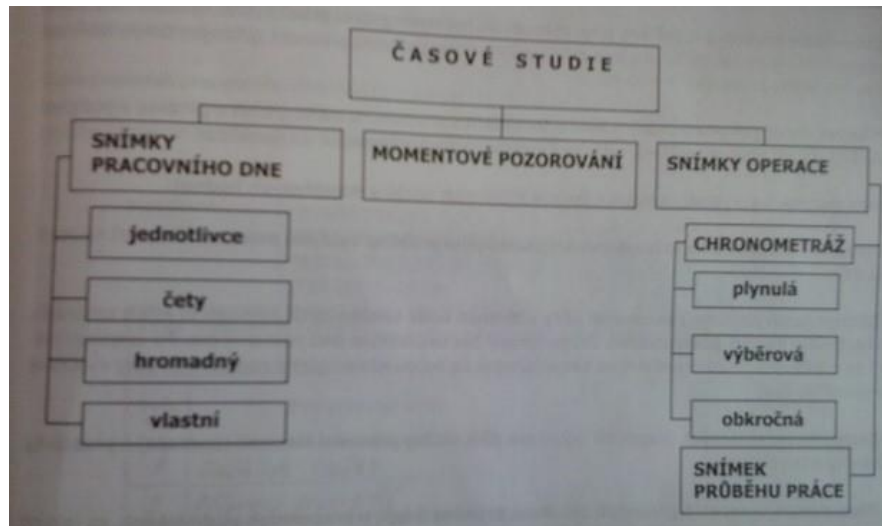 ČASOVÉ STUDIE
SNÍMKY
PRACOVNÍHO DNE
MOMENTOVÉ POZOROVÁNÍ
SNÍMKY OPERACE
jednotlivce
čety
hromadný
vlastní
CHRONOMETRÁŽ
plynulá
výběrová
obkročná
SNÍMEK
PRŮBĚHU PRÁCE